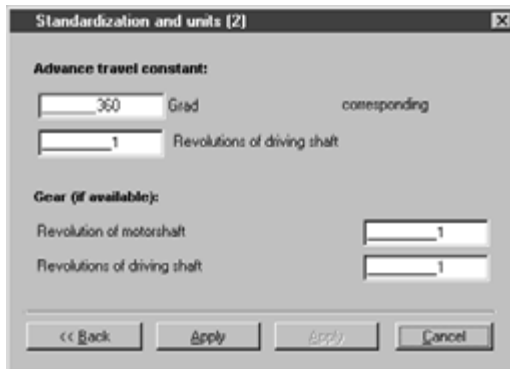 Standardization and units (2)
Advance travel constant:
360 Grad corresponding
1 Revolutions of driving shaft
Gear (if available):
Revolution of motorshaft 1
Revolutions of driving shaft 1
<< Back Apply Apply Cancel